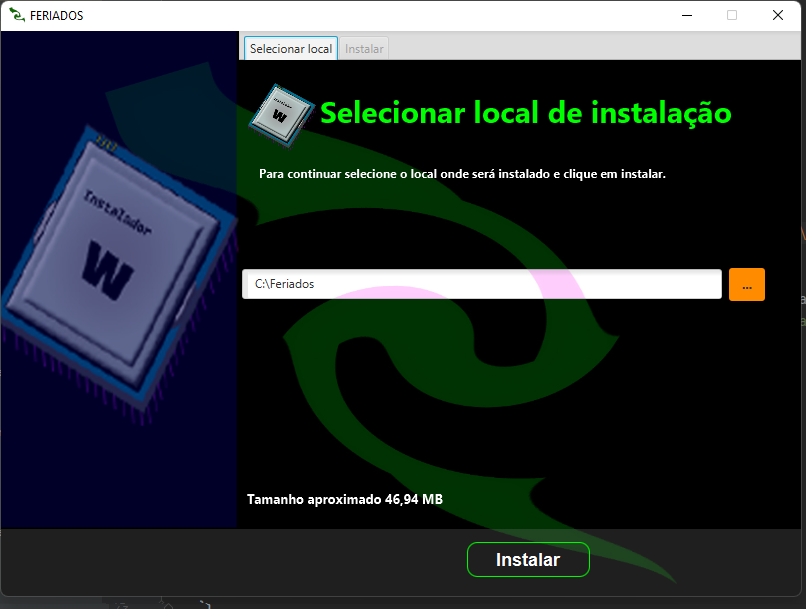 FERIADOS
Selecionar local
Instalar
Instalador
W
Selecionar local de instalação
Para continuar selecione o local onde será instalado e clique em instalar.
Instalador
W
C:\Feriados
...
Tamanho aproximado 46,94 MB
Instalar